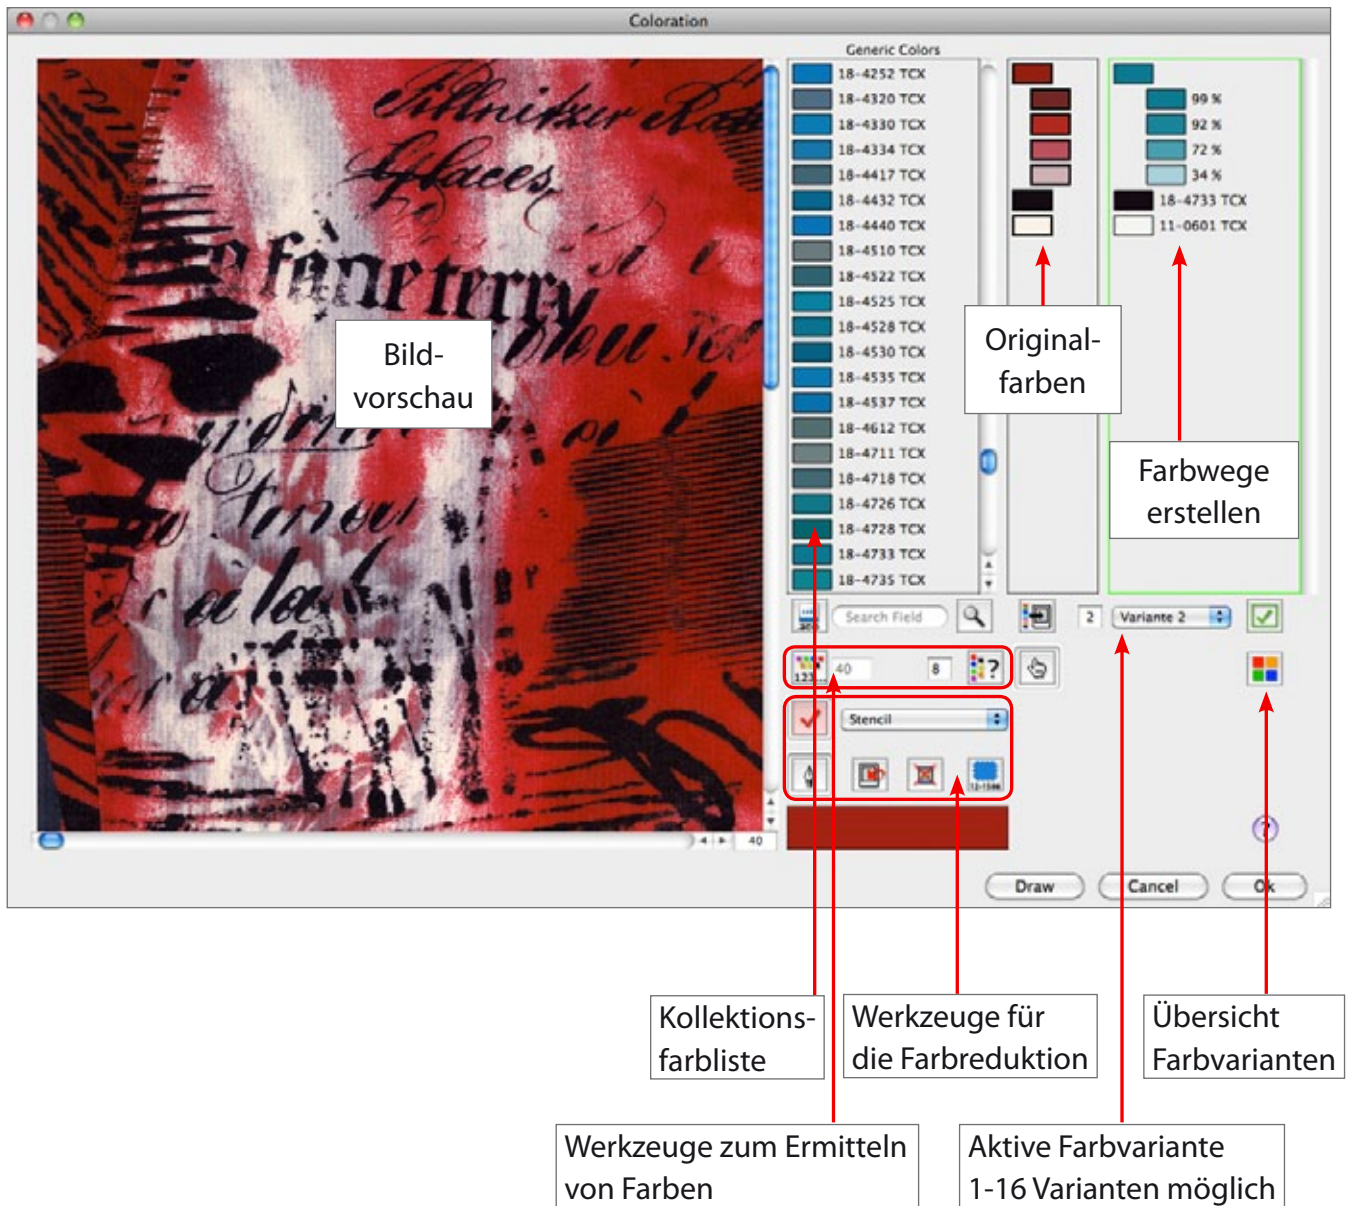 Coloration
Generic Colors
18-4252 TCX
18-4320 TCX
18-4330 TCX
18-4334 TCX
18-4417 TCX
18-4432 TCX
18-4440 TCX
18-4510 TCX
18-4522 TCX
18-4525 TCX
18-4528 TCX
18-4530 TCX
18-4535 TCX
18-4537 TCX
18-4612 TCX
18-4711 TCX
18-4718 TCX
18-4726 TCX
18-4728 TCX
18-4733 TCX
18-4735 TCX
99 %
92 %
72 %
34 %
18-4733 TCX
11-0601 TCX
Glaces
terry
Bild-
vorschau
Original-
farben
Farbwege
erstellen
Search Field
2
Variante 2
123...
40
8
?
Stencil
40
?
Draw
Cancel
Ok
Kollektions-
farbliste
Werkzeuge für
die Farbreduktion
Übersicht
Farbvarianten
Werkzeuge zum Ermitteln
von Farben
Aktive Farbvariante
1-16 Varianten möglich